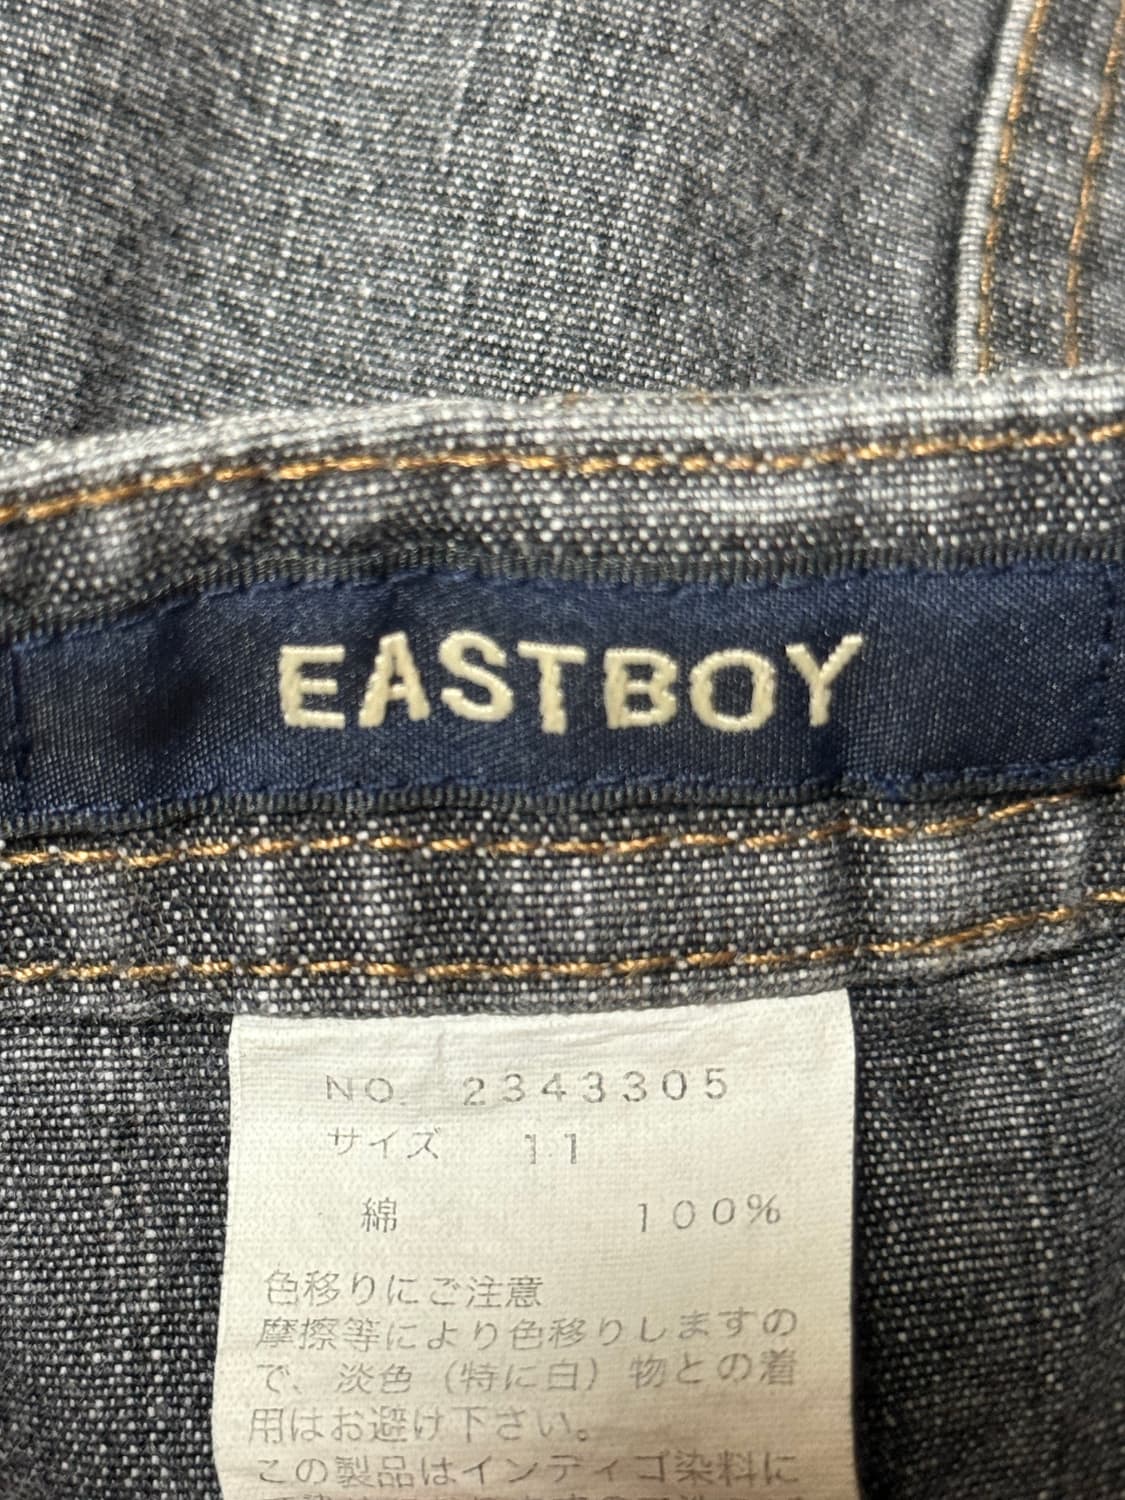 EASTBOY
NO. 2343305
サイズ 11
綿 100%
色移りにご注意
摩擦等により色移りしますの
で、淡色(特に白)物との着
用はお避け下さい。
この製品はインディゴ染料に